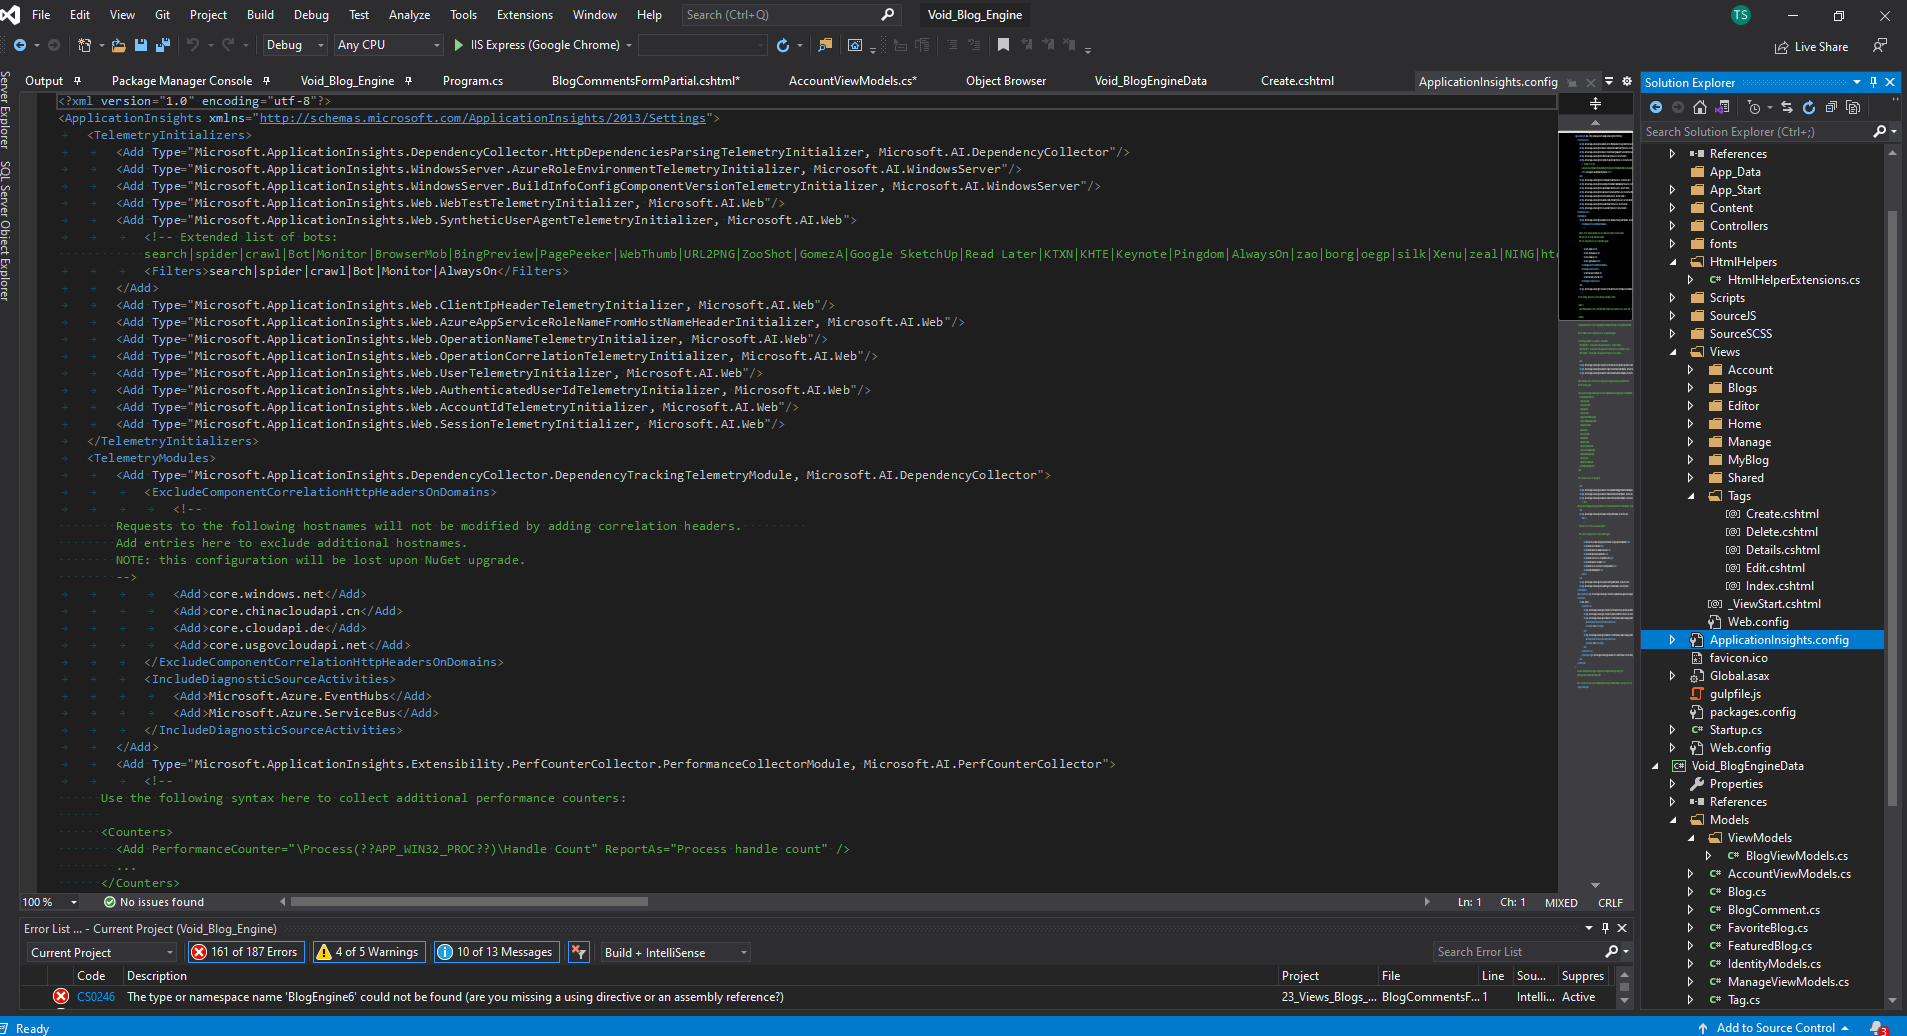 File Edit View Git Project Build Debug Test Analyze Tools Extensions Window Help Search (Ctrl+Q) Void_Blog_Engine TS
Debug Any CPU IIS Express (Google Chrome) Live Share
Output Package Manager Console Void_Blog_Engine Program.cs BlogCommentsFormPartial.cshtml* AccountViewModels.cs* Object Browser Void_BlogEngineData Create.cshtml ApplicationInsights.config
Server Explorer
SQL Server Object Explorer
<?xml version="1.0" encoding="utf-8"?>
<ApplicationInsights xmlns="http://schemas.microsoft.com/ApplicationInsights/2013/Settings">
<TelemetryInitializers>
<Add Type="Microsoft.ApplicationInsights.DependencyCollector.HttpDependenciesParsingTelemetryInitializer, Microsoft.AI.DependencyCollector"/>
<Add Type="Microsoft.ApplicationInsights.WindowsServer.AzureRoleEnvironmentTelemetryInitializer, Microsoft.AI.WindowsServer"/>
<Add Type="Microsoft.ApplicationInsights.WindowsServer.BuildInfoConfigComponentVersionTelemetryInitializer, Microsoft.AI.WindowsServer"/>
<Add Type="Microsoft.ApplicationInsights.Web.WebTestTelemetryInitializer, Microsoft.AI.Web"/>
<Add Type="Microsoft.ApplicationInsights.Web.SyntheticUserAgentTelemetryInitializer, Microsoft.AI.Web">
<!-- Extended list of bots:
search|spider|crawl|Bot|Monitor|BrowserMob|BingPreview|PagePeeker|WebThumb|URL2PNG|ZooShot|GomezA|Google SketchUp|Read Later|KTXN|KHTE|Keynote|Pingdom|AlwaysOn|zao|borg|oegp|silk|Xenu|zeal|NING|htd
<Filters>search|spider|crawl|Bot|Monitor|AlwaysOn</Filters>
</Add>
<Add Type="Microsoft.ApplicationInsights.Web.ClientIpHeaderTelemetryInitializer, Microsoft.AI.Web"/>
<Add Type="Microsoft.ApplicationInsights.Web.AzureAppServiceRoleNameFromHostNameHeaderInitializer, Microsoft.AI.Web"/>
<Add Type="Microsoft.ApplicationInsights.Web.OperationNameTelemetryInitializer, Microsoft.AI.Web"/>
<Add Type="Microsoft.ApplicationInsights.Web.OperationCorrelationTelemetryInitializer, Microsoft.AI.Web"/>
<Add Type="Microsoft.ApplicationInsights.Web.UserTelemetryInitializer, Microsoft.AI.Web"/>
<Add Type="Microsoft.ApplicationInsights.Web.AuthenticatedUserIdTelemetryInitializer, Microsoft.AI.Web"/>
<Add Type="Microsoft.ApplicationInsights.Web.AccountIdTelemetryInitializer, Microsoft.AI.Web"/>
<Add Type="Microsoft.ApplicationInsights.Web.SessionTelemetryInitializer, Microsoft.AI.Web"/>
</TelemetryInitializers>
<TelemetryModules>
<Add Type="Microsoft.ApplicationInsights.DependencyCollector.DependencyTrackingTelemetryModule, Microsoft.AI.DependencyCollector">
<ExcludeComponentCorrelationHttpHeadersOnDomains>
<!--
Requests to the following hostnames will not be modified by adding correlation headers.
Add entries here to exclude additional hostnames.
NOTE: this configuration will be lost upon NuGet upgrade.
-->
<Add>core.windows.net</Add>
<Add>core.chinacloudapi.cn</Add>
<Add>core.cloudapi.de</Add>
<Add>core.usgovcloudapi.net</Add>
</ExcludeComponentCorrelationHttpHeadersOnDomains>
<IncludeDiagnosticSourceActivities>
<Add>Microsoft.Azure.EventHubs</Add>
<Add>Microsoft.Azure.ServiceBus</Add>
</IncludeDiagnosticSourceActivities>
</Add>
<Add Type="Microsoft.ApplicationInsights.Extensibility.PerfCounterCollector.PerformanceCollectorModule, Microsoft.AI.PerfCounterCollector">
<!--
Use the following syntax here to collect additional performance counters:
<Counters>
<Add PerformanceCounter="\Process(??APP_WIN32_PROC??)\Handle Count" ReportAs="Process handle count" />
...
</Counters>
100 % No issues found Ln: 1 Ch: 1 MIXED CRLF
Error List ... - Current Project (Void_Blog_Engine)
Current Project 161 of 187 Errors 4 of 5 Warnings 10 of 13 Messages Build + IntelliSense Search Error List
Code Description Project File Line Sou... Suppres
CS0246 The type or namespace name 'BlogEngine6' could not be found (are you missing a using directive or an assembly reference?) 23_Views_Blogs_... BlogCommentsF... 1 Intelli... Active
Solution Explorer
Search Solution Explorer (Ctrl+;)
References
App_Data
App_Start
Content
Controllers
fonts
HtmlHelpers
HtmlHelperExtensions.cs
Scripts
SourceJS
SourceSCSS
Views
Account
Blogs
Editor
Home
Manage
MyBlog
Shared
Tags
Create.cshtml
Delete.cshtml
Details.cshtml
Edit.cshtml
Index.cshtml
_ViewStart.cshtml
Web.config
ApplicationInsights.config
favicon.ico
Global.asax
gulpfile.js
packages.config
Startup.cs
Web.config
Void_BlogEngineData
Properties
References
Models
ViewModels
BlogViewModels.cs
AccountViewModels.cs
Blog.cs
BlogComment.cs
FavoriteBlog.cs
FeaturedBlog.cs
IdentityModels.cs
ManageViewModels.cs
Tag.cs
Ready Add to Source Control 3